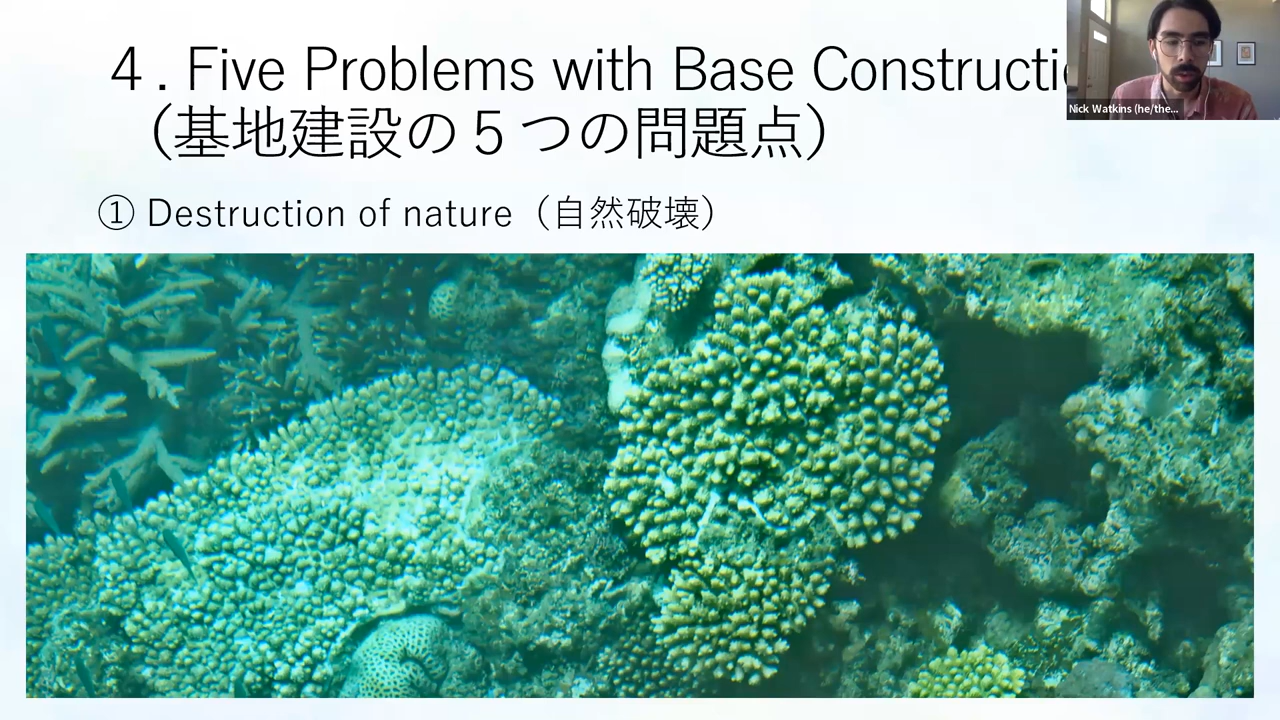 ４. Five Problems with Base Constructi
（基地建設の５つの問題点）
Nick Watkins (he/the...
① Destruction of nature（自然破壊）